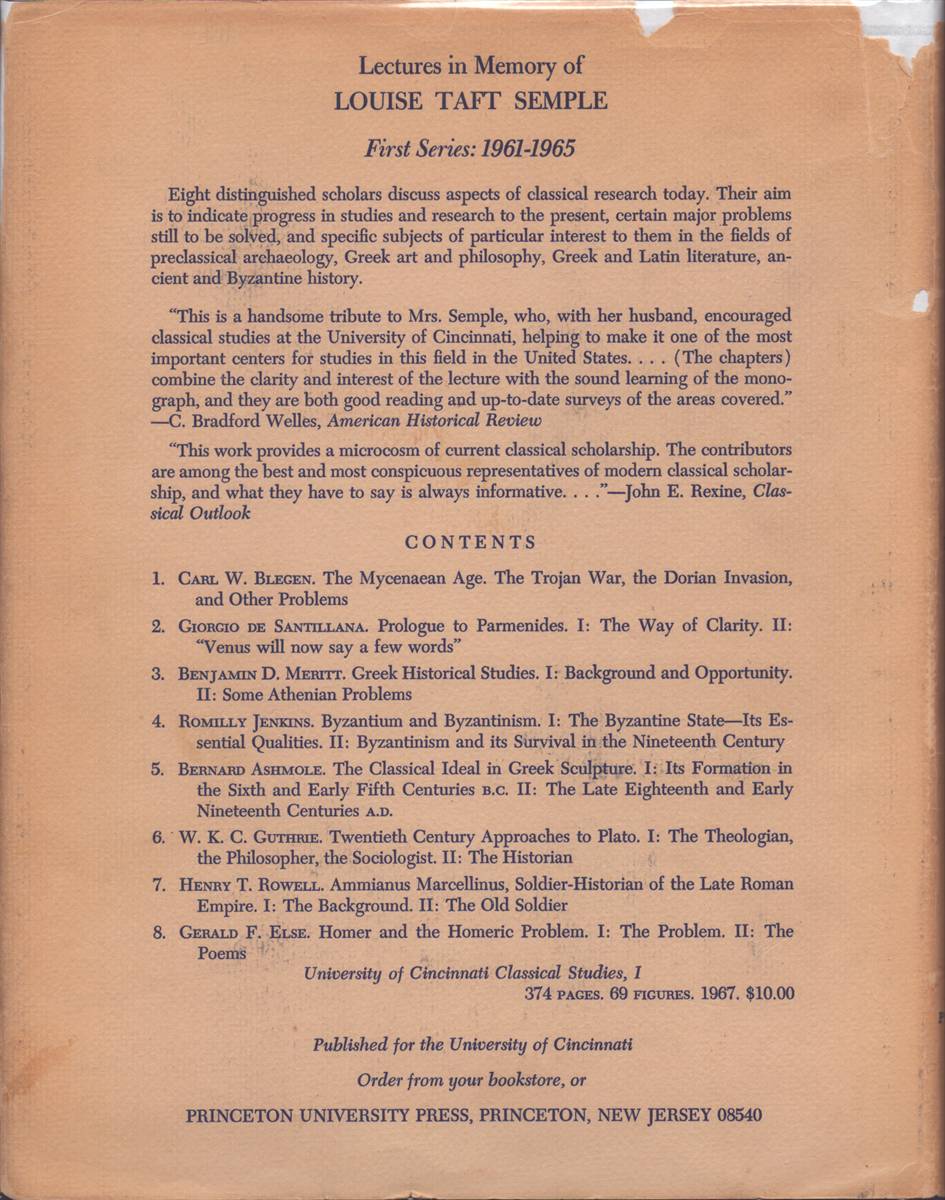 Lectures in Memory of
LOUISE TAFT SEMPLE
First Series: 1961-1965
Eight distinguished scholars discuss aspects of classical research today. Their aim
is to indicate progress in studies and research to the present, certain major problems
still to be solved, and specific subjects of particular interest to them in the fields of
preclassical archaeology, Greek art and philosophy, Greek and Latin literature, an-
cient and Byzantine history.
“This is a handsome tribute to Mrs. Semple, who, with her husband, encouraged
classical studies at the University of Cincinnati, helping to make it one of the most
important centers for studies in this field in the United States. . . . (The chapters)
combine the clarity and interest of the lecture with the sound learning of the mono-
graph, and they are both good reading and up-to-date surveys of the areas covered.”
—C. Bradford Welles, American Historical Review
“This work provides a microcosm of current classical scholarship. The contributors
are among the best and most conspicuous representatives of modern classical scholar-
ship, and what they have to say is always informative. . . .”—John E. Rexine, Clas-
sical Outlook
CONTENTS
1. CARL W. BLEGEN. The Mycenaean Age. The Trojan War, the Dorian Invasion,
and Other Problems
2. GIORGIO DE SANTILLANA. Prologue to Parmenides. I: The Way of Clarity. II:
“Venus will now say a few words”
3. BENJAMIN D. MERITT. Greek Historical Studies. I: Background and Opportunity.
II: Some Athenian Problems
4. ROMILLY JENKINS. Byzantium and Byzantinism. I: The Byzantine State—Its Es-
sential Qualities. II: Byzantinism and its Survival in the Nineteenth Century
5. BERNARD ASHMOLE. The Classical Ideal in Greek Sculpture. I: Its Formation in
the Sixth and Early Fifth Centuries B.C. II: The Late Eighteenth and Early
Nineteenth Centuries A.D.
6. W. K. C. GUTHRIE. Twentieth Century Approaches to Plato. I: The Theologian,
the Philosopher, the Sociologist. II: The Historian
7. HENRY T. ROWELL. Ammianus Marcellinus, Soldier-Historian of the Late Roman
Empire. I: The Background. II: The Old Soldier
8. GERALD F. ELSE. Homer and the Homeric Problem. I: The Problem. II: The
Poems
University of Cincinnati Classical Studies, I
374 PAGES. 69 FIGURES. 1967. $10.00
Published for the University of Cincinnati
Order from your bookstore, or
PRINCETON UNIVERSITY PRESS, PRINCETON, NEW JERSEY 08540